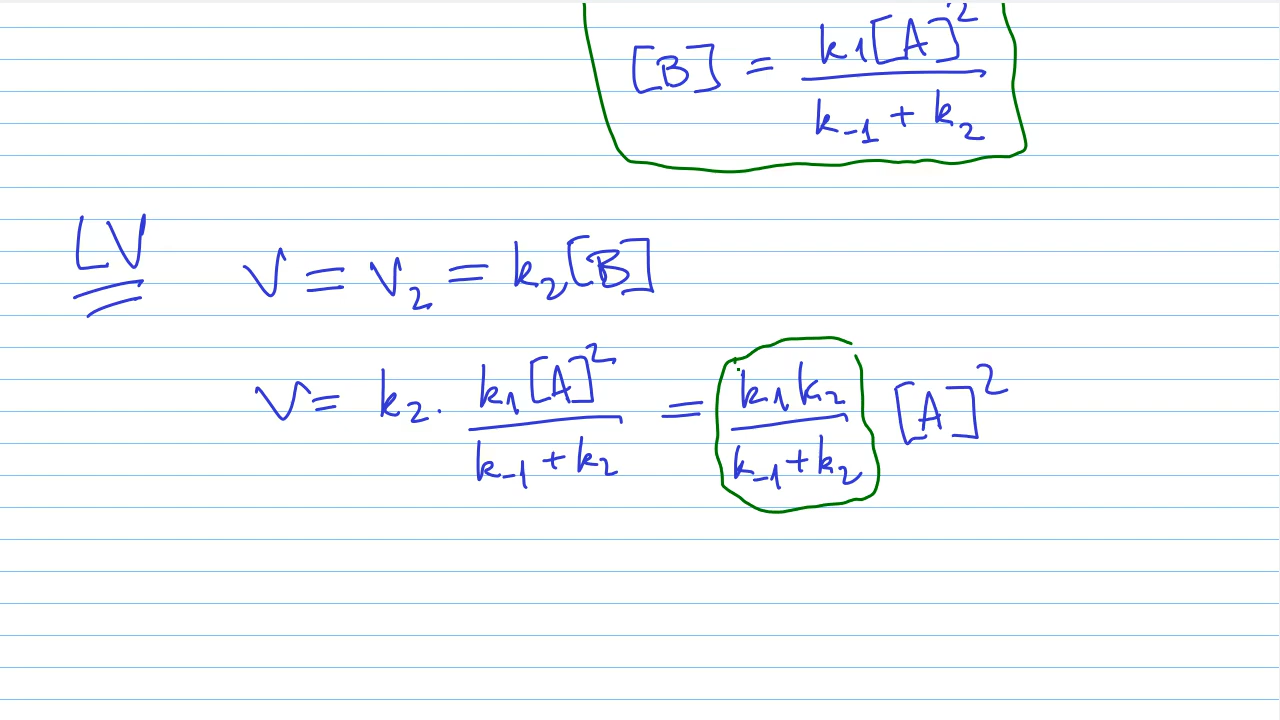 [B] = k1[A]²/(k₋₁ + k₂)
LV v = v₂ = k₂[B]
v = k₂ · k₁[A]²/(k₋₁ + k₂) = k₁k₂/(k₋₁ + k₂) [A]²